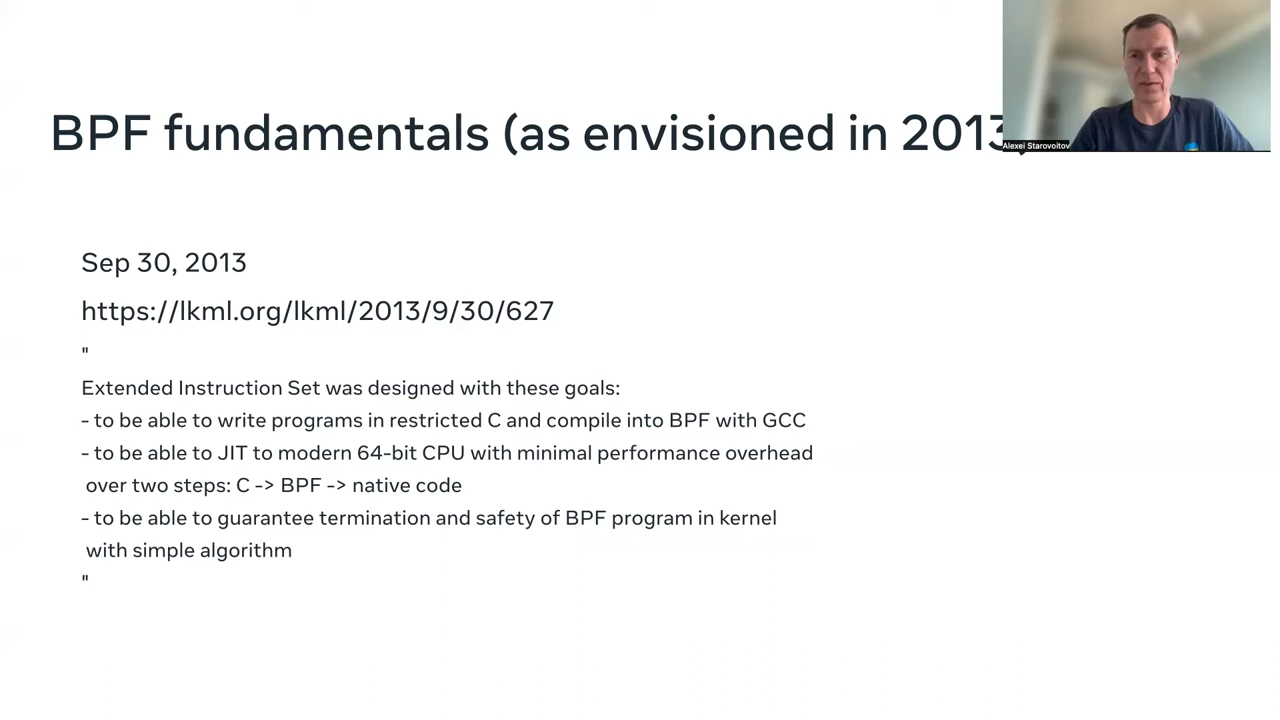 BPF fundamentals (as envisioned in 2013)
Alexei Starovoitov
Sep 30, 2013
https://lkml.org/lkml/2013/9/30/627
"
Extended Instruction Set was designed with these goals:
- to be able to write programs in restricted C and compile into BPF with GCC
- to be able to JIT to modern 64-bit CPU with minimal performance overhead
over two steps: C -> BPF -> native code
- to be able to guarantee termination and safety of BPF program in kernel
with simple algorithm
"